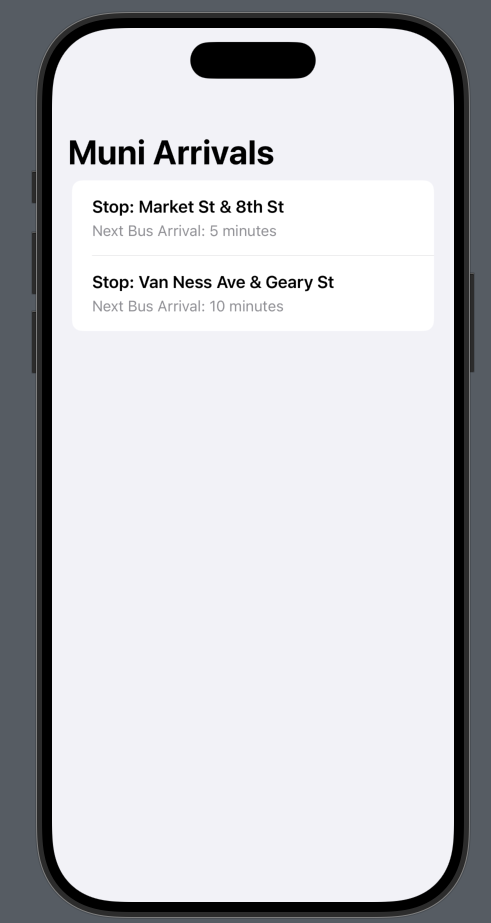 Muni Arrivals
Stop: Market St & 8th St
Next Bus Arrival: 5 minutes
Stop: Van Ness Ave & Geary St
Next Bus Arrival: 10 minutes